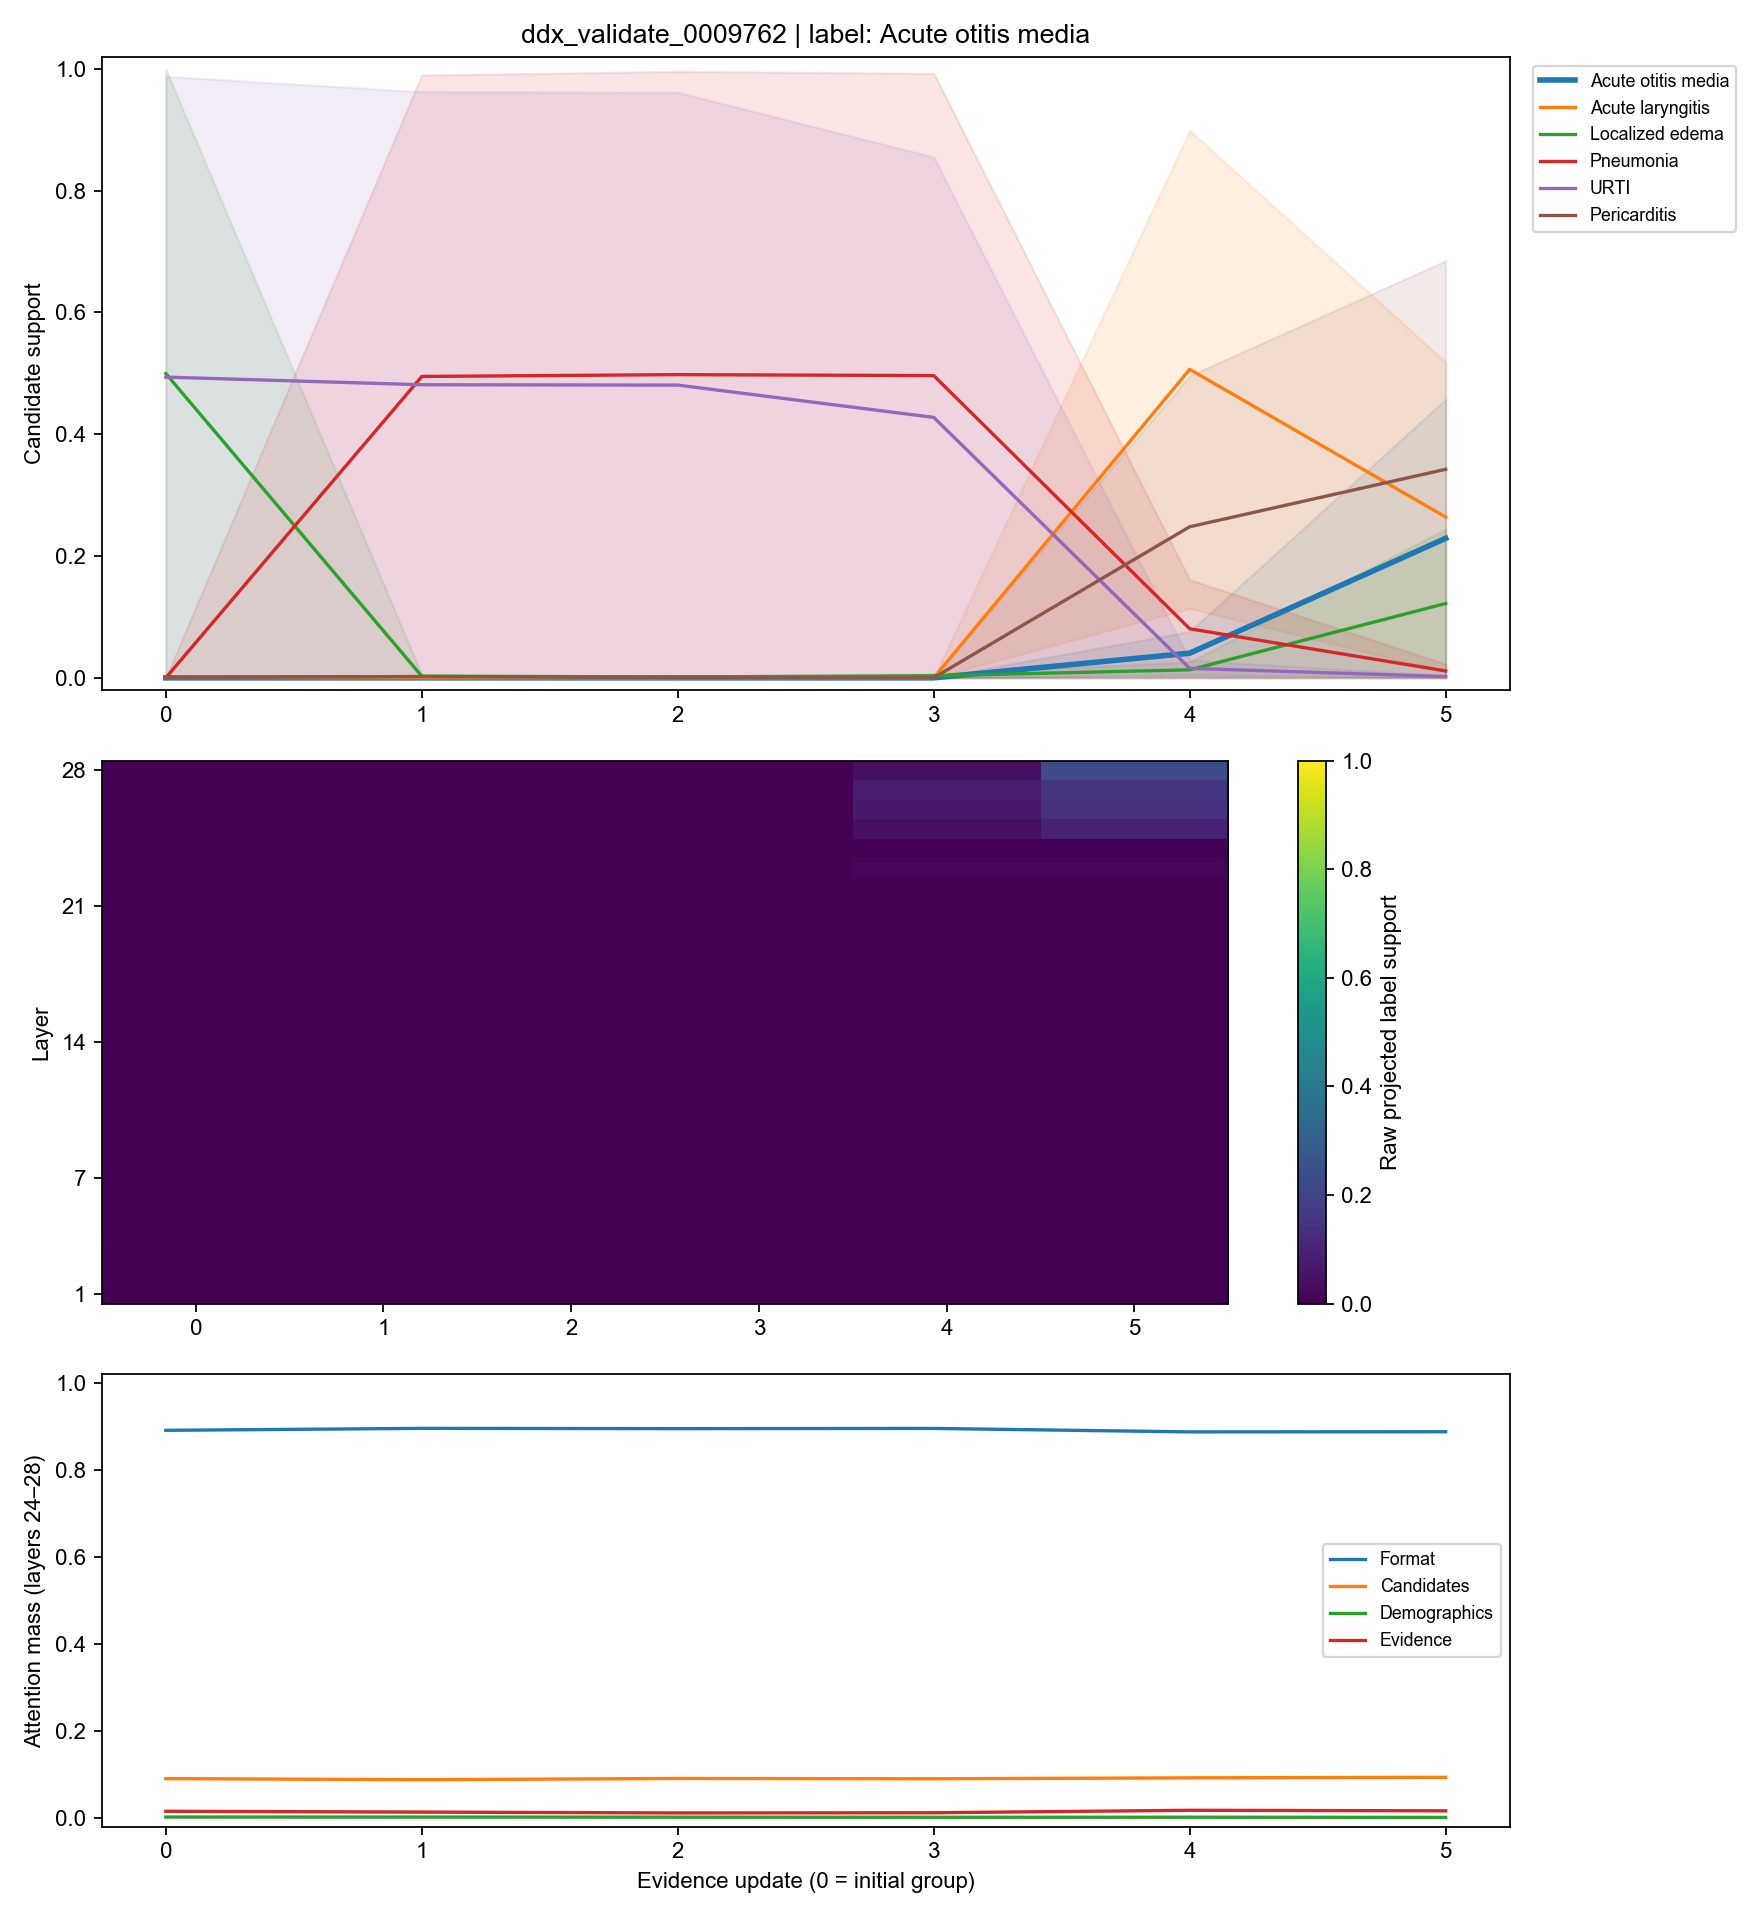 ddx_validate_0009762 | label: Acute otitis media
Candidate support
1.0
0.8
0.6
0.4
0.2
0.0
0 1 2 3 4 5
Acute otitis media
Acute laryngitis
Localized edema
Pneumonia
URTI
Pericarditis
Layer
28
21
14
7
1
0 1 2 3 4 5
1.0
0.8
0.6
0.4
0.2
0.0
Raw projected label support
Attention mass (layers 24–28)
1.0
0.8
0.6
0.4
0.2
0.0
Format
Candidates
Demographics
Evidence
0 1 2 3 4 5
Evidence update (0 = initial group)